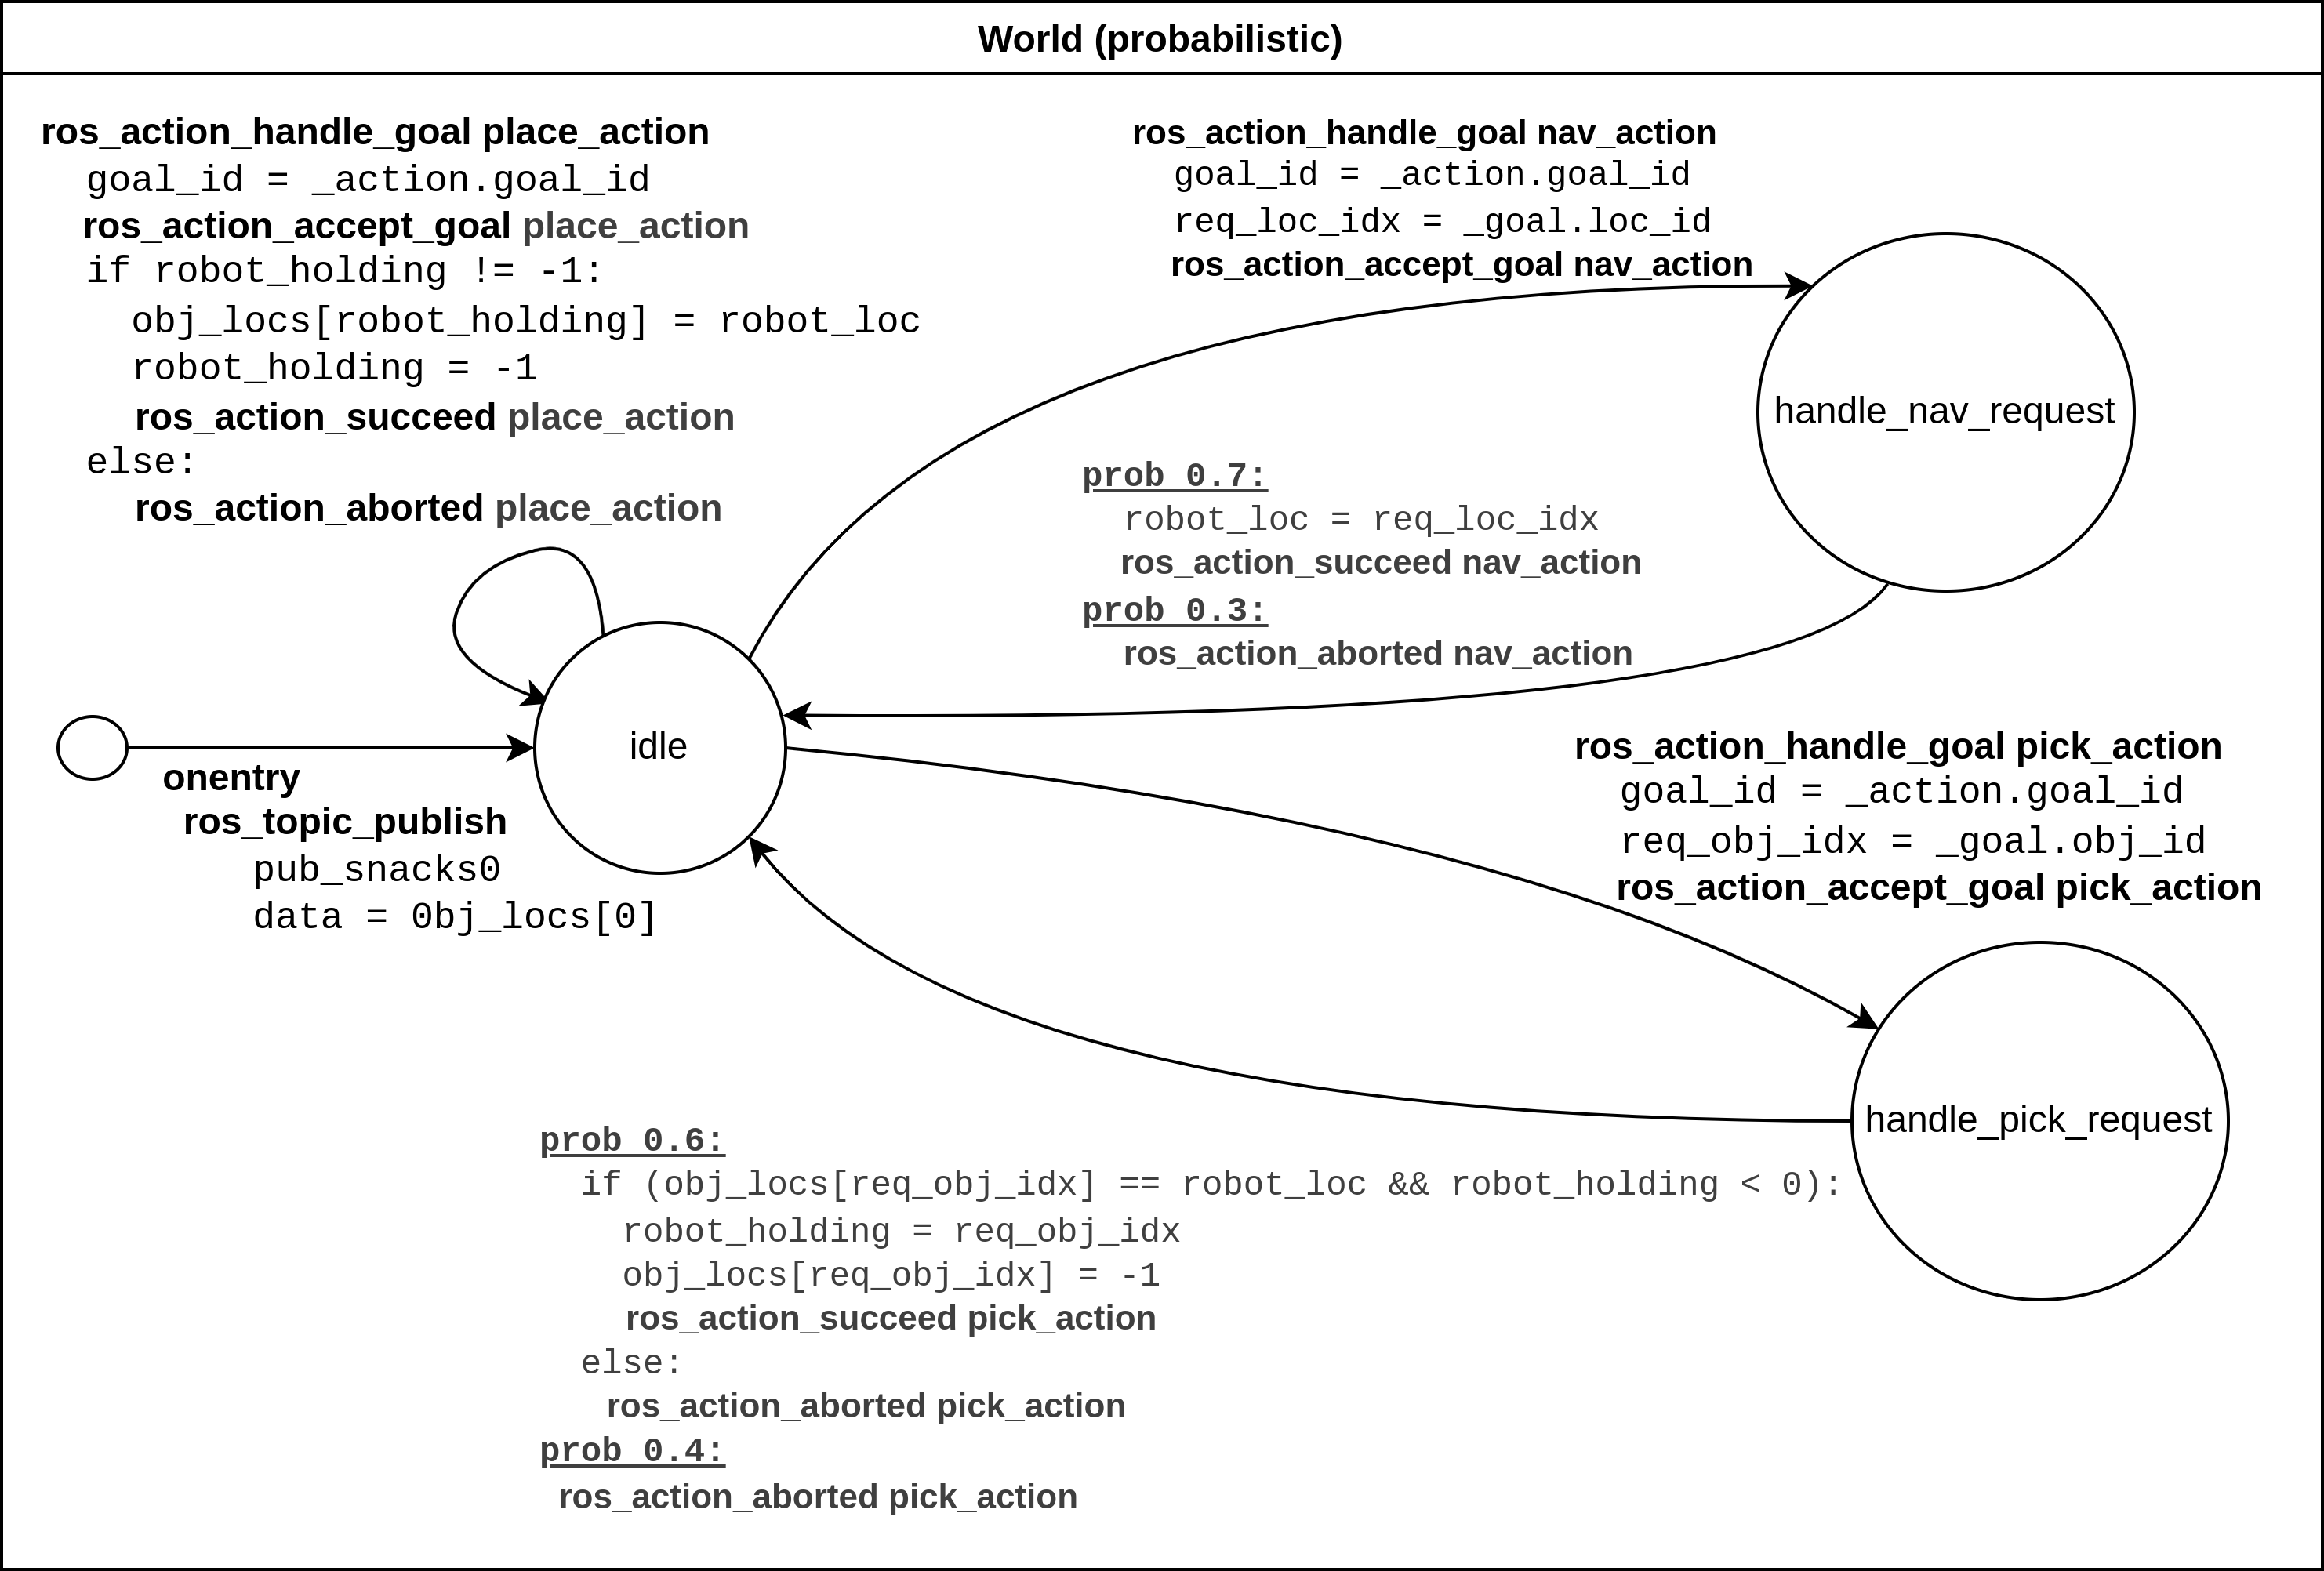 World (probabilistic)
ros_action_handle_goal place_action
goal_id = _action.goal_id
ros_action_accept_goal place_action
if robot_holding != -1:
obj_locs[robot_holding] = robot_loc
robot_holding = -1
ros_action_succeed place_action
else:
ros_action_aborted place_action
ros_action_handle_goal nav_action
goal_id = _action.goal_id
req_loc_idx = _goal.loc_id
ros_action_accept_goal nav_action
handle_nav_request
prob 0.7:
robot_loc = req_loc_idx
ros_action_succeed nav_action
prob 0.3:
ros_action_aborted nav_action
idle
onentry
ros_topic_publish
pub_snacks0
data = 0bj_locs[0]
ros_action_handle_goal pick_action
goal_id = _action.goal_id
req_obj_idx = _goal.obj_id
ros_action_accept_goal pick_action
handle_pick_request
prob 0.6:
if (obj_locs[req_obj_idx] == robot_loc && robot_holding < 0):
robot_holding = req_obj_idx
obj_locs[req_obj_idx] = -1
ros_action_succeed pick_action
else:
ros_action_aborted pick_action
prob 0.4:
ros_action_aborted pick_action